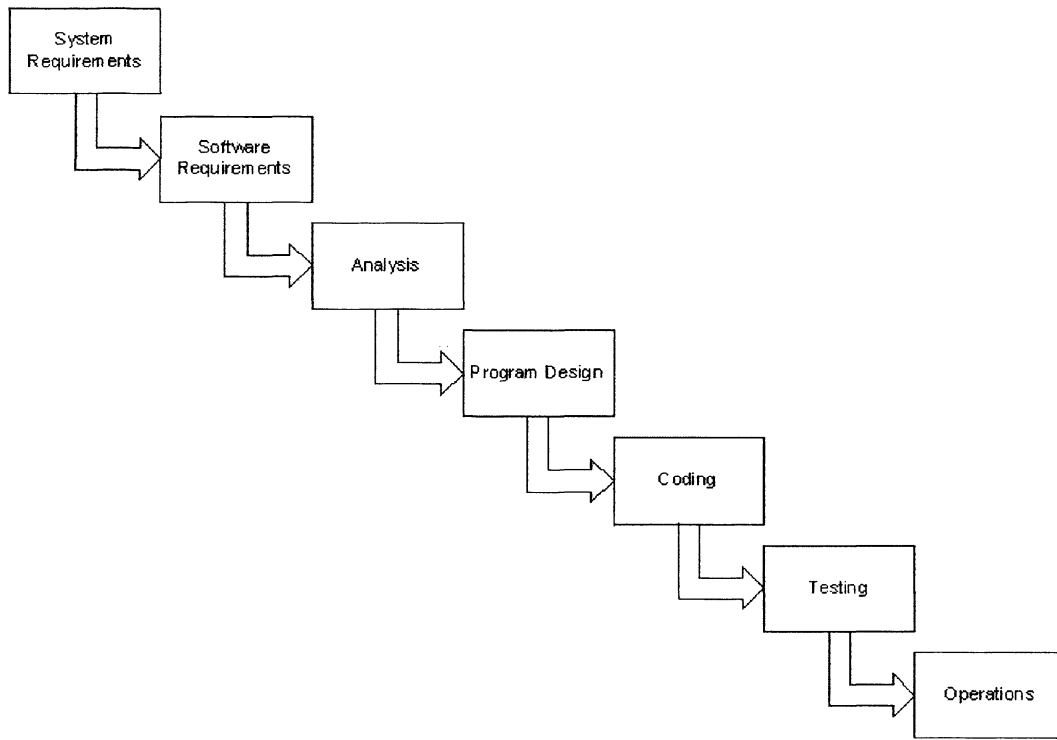 System
Requirements
Software
Requirements
Analysis
Program Design
Coding
Testing
Operations